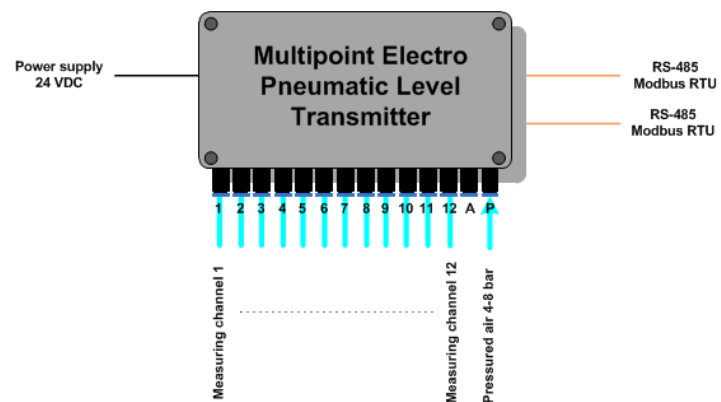 Multipoint Electro
Pneumatic Level
Transmitter
Power supply
24 VDC
RS-485
Modbus RTU
RS-485
Modbus RTU
1 2 3 4 5 6 7 8 9 10 11 12 A P
Measuring channel 1
Measuring channel 12
Pressured air 4-8 bar